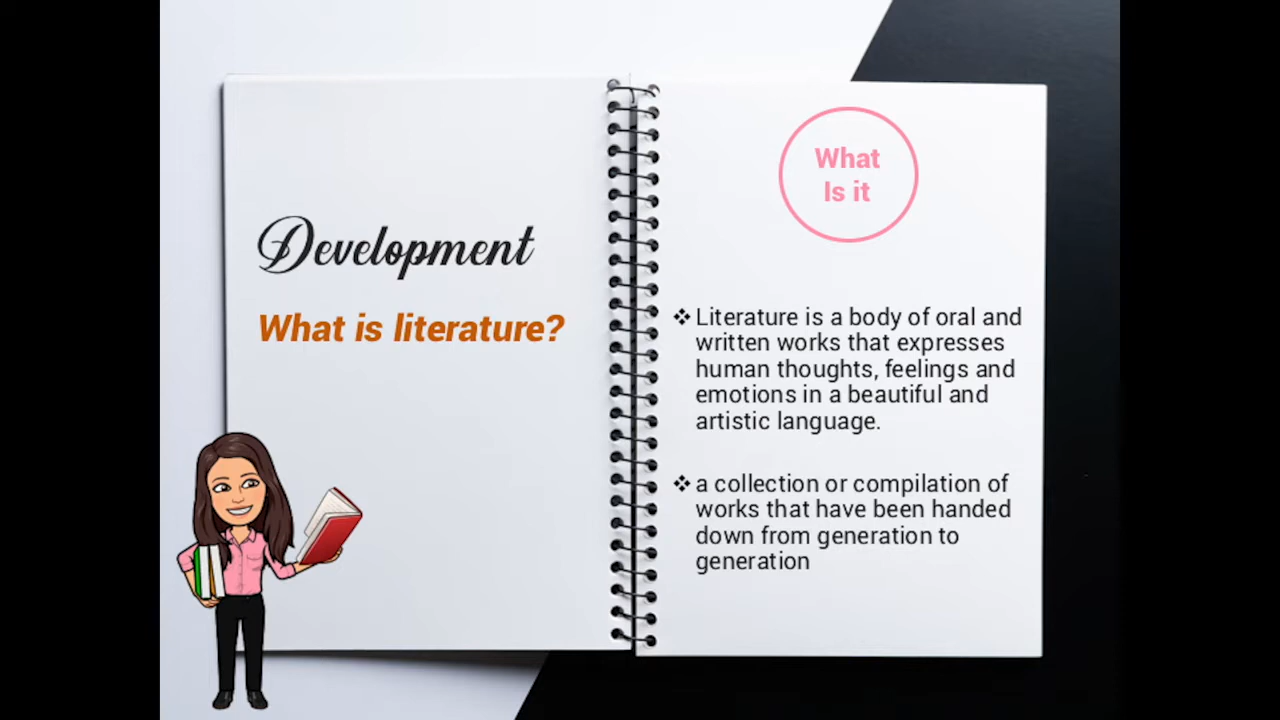 Development
What is literature?
What
Is it
❖ Literature is a body of oral and
written works that expresses
human thoughts, feelings and
emotions in a beautiful and
artistic language.
❖ a collection or compilation of
works that have been handed
down from generation to
generation